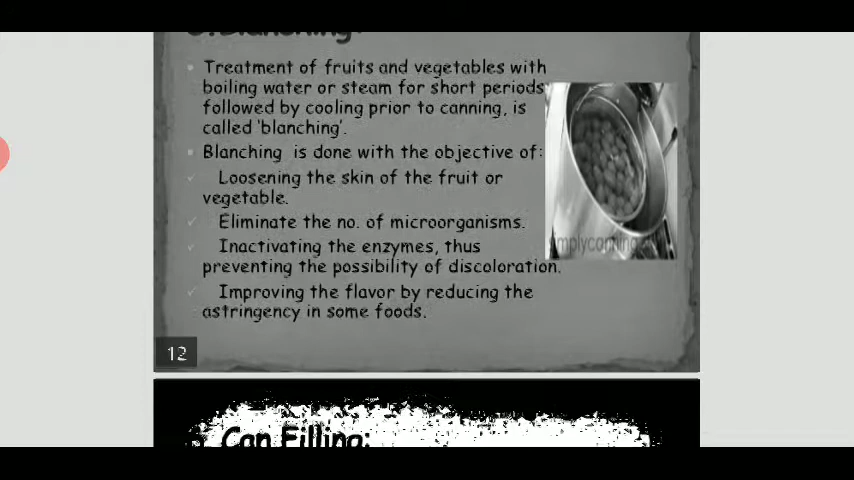 Blanching:
Treatment of fruits and vegetables with
boiling water or steam for short periods
followed by cooling prior to canning, is
called 'blanching'.
Blanching is done with the objective of:
Loosening the skin of the fruit or
vegetable.
Eliminate the no. of microorganisms.
Inactivating the enzymes, thus
preventing the possibility of discoloration.
Improving the flavor by reducing the
astringency in some foods.
12
Can Filling: